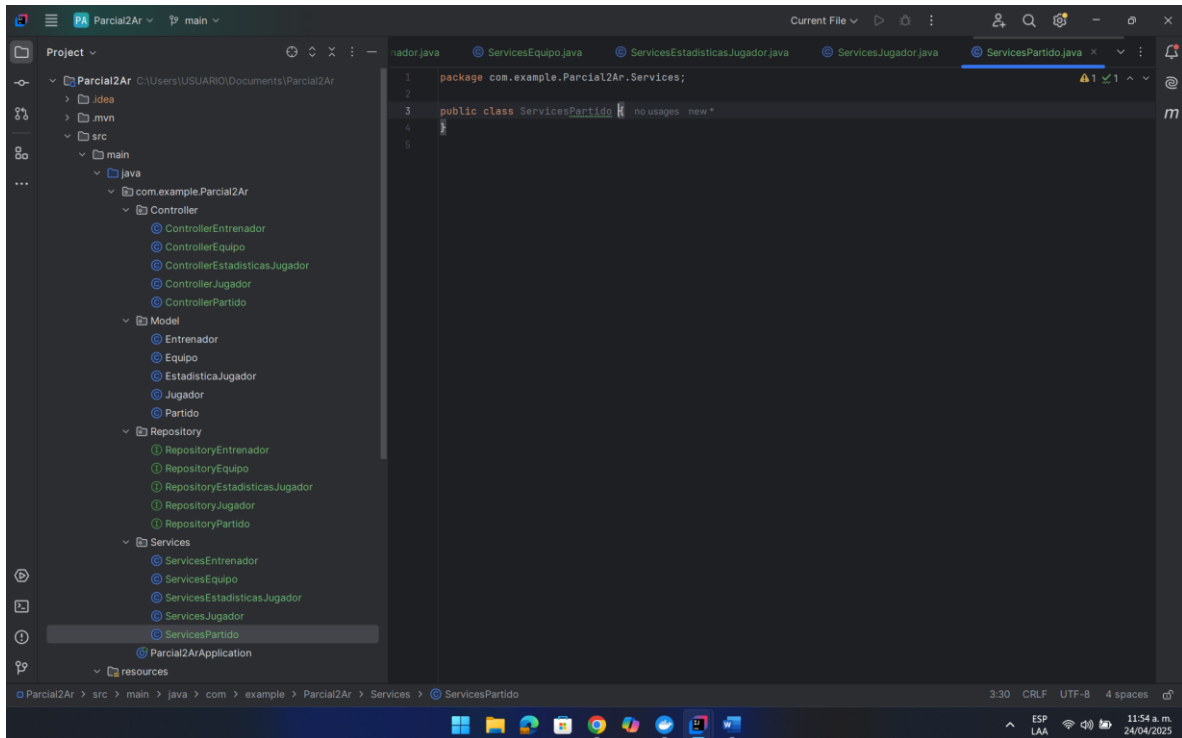 PA Parcial2Ar main Current File
Project
nador.java ServicesEquipo.java ServicesEstadisticasJugador.java ServicesJugador.java ServicesPartido.java
Parcial2Ar C:\Users\USUARIO\Documents\Parcial2Ar
.idea
.mvn
src
main
java
com.example.Parcial2Ar
Controller
ControllerEntrenador
ControllerEquipo
ControllerEstadisticasJugador
ControllerJugador
ControllerPartido
Model
Entrenador
Equipo
EstadisticaJugador
Jugador
Partido
Repository
RepositoryEntrenador
RepositoryEquipo
RepositoryEstadisticasJugador
RepositoryJugador
RepositoryPartido
Services
ServicesEntrenador
ServicesEquipo
ServicesEstadisticasJugador
ServicesJugador
ServicesPartido
Parcial2ArApplication
resources
1 package com.example.Parcial2Ar.Services;
2
3 public class ServicesPartido { no usages new *
4 }
5
1 1
m
Parcial2Ar > src > main > java > com > example > Parcial2Ar > Services > ServicesPartido
3:30 CRLF UTF-8 4 spaces
ESP
LAA
11:54 a. m.
24/04/2025